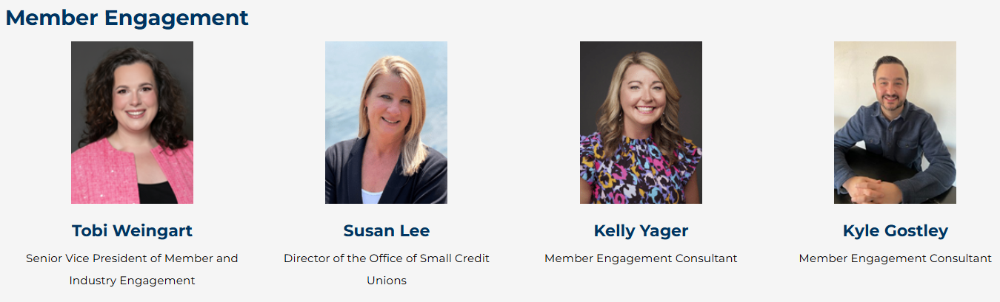 Member Engagement
Tobi Weingart
Senior Vice President of Member and
Industry Engagement
Susan Lee
Director of the Office of Small Credit
Unions
Kelly Yager
Member Engagement Consultant
Kyle Gostley
Member Engagement Consultant